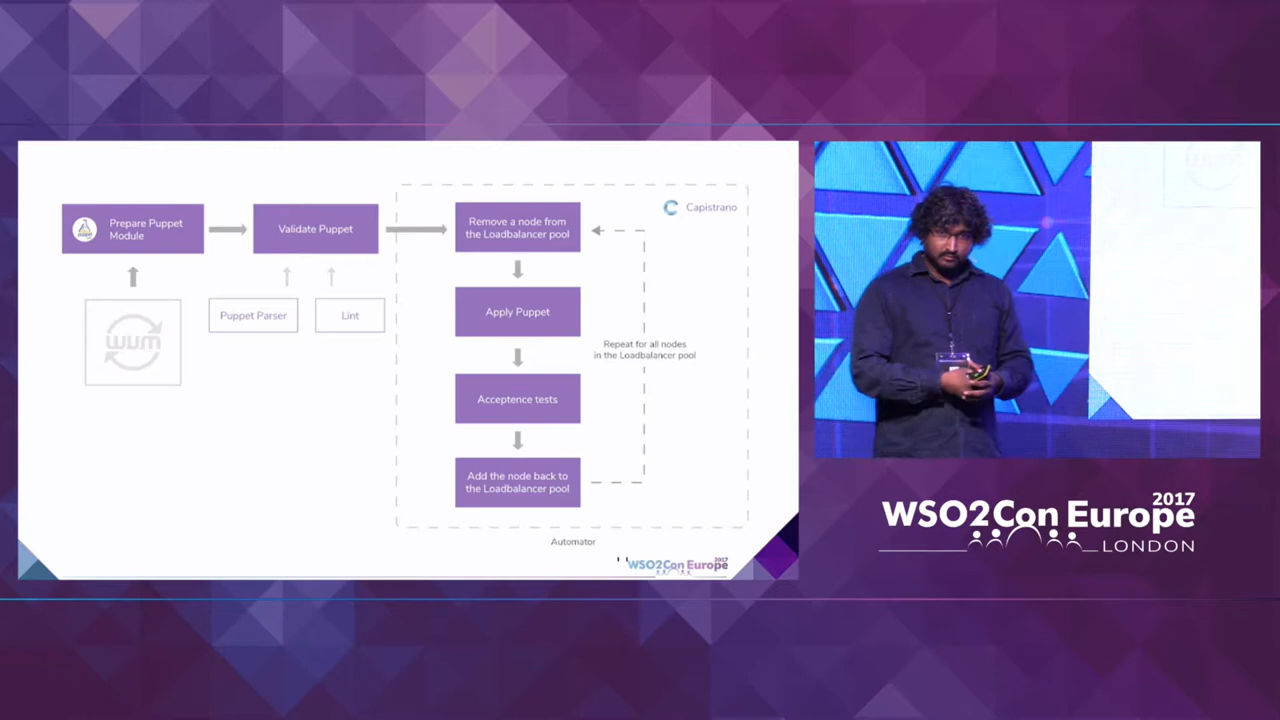 Prepare Puppet
Module
Validate Puppet
Remove a node from
the Loadbalancer pool
Capistrano
wum
Puppet Parser
Lint
Apply Puppet
Repeat for all nodes
in the Loadbalancer pool
Acceptence tests
Add the node back to
the Loadbalancer pool
Automator
2017
WSO2Con Europe
2017
WSO2Con Europe
LONDON